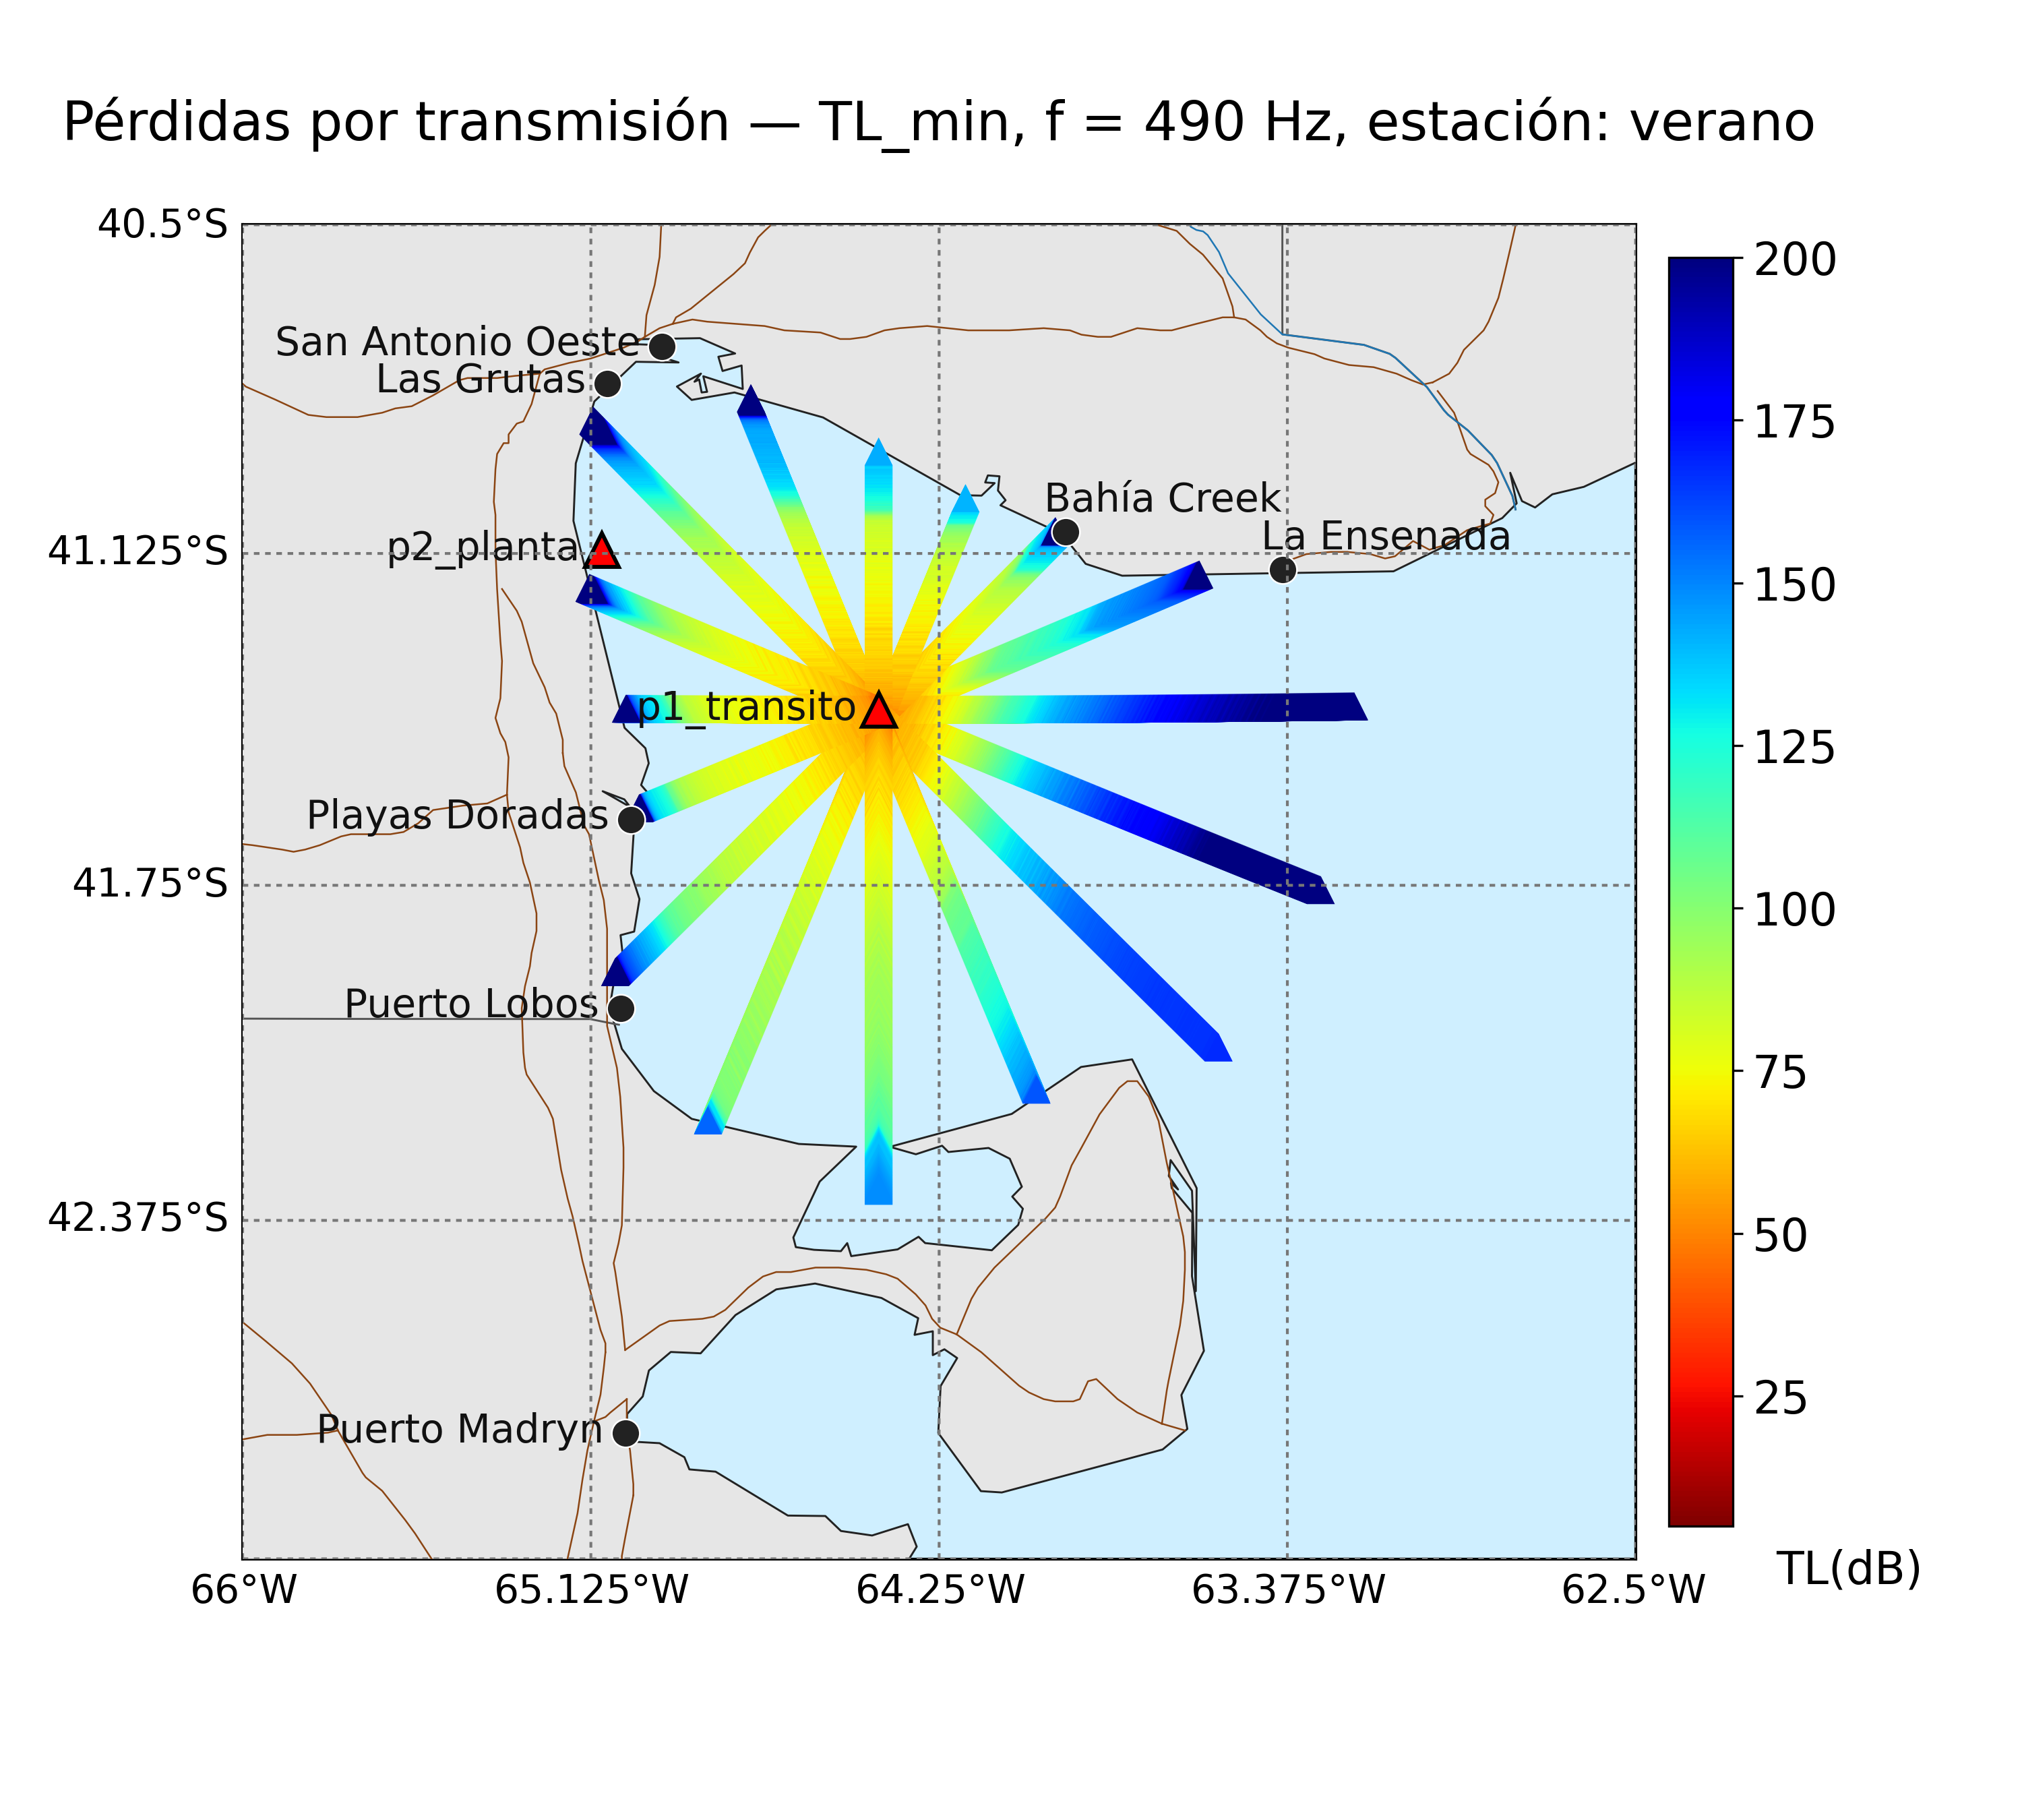 Pérdidas por transmisión — TL_min, f = 490 Hz, estación: verano
40.5°S
200
San Antonio Oeste
Las Grutas
175
Bahía Creek
La Ensenada
p2_planta
41.125°S
150
p1_transito
125
Playas Doradas
41.75°S
100
Puerto Lobos
75
42.375°S
50
25
Puerto Madryn
TL(dB)
66°W
65.125°W
64.25°W
63.375°W
62.5°W